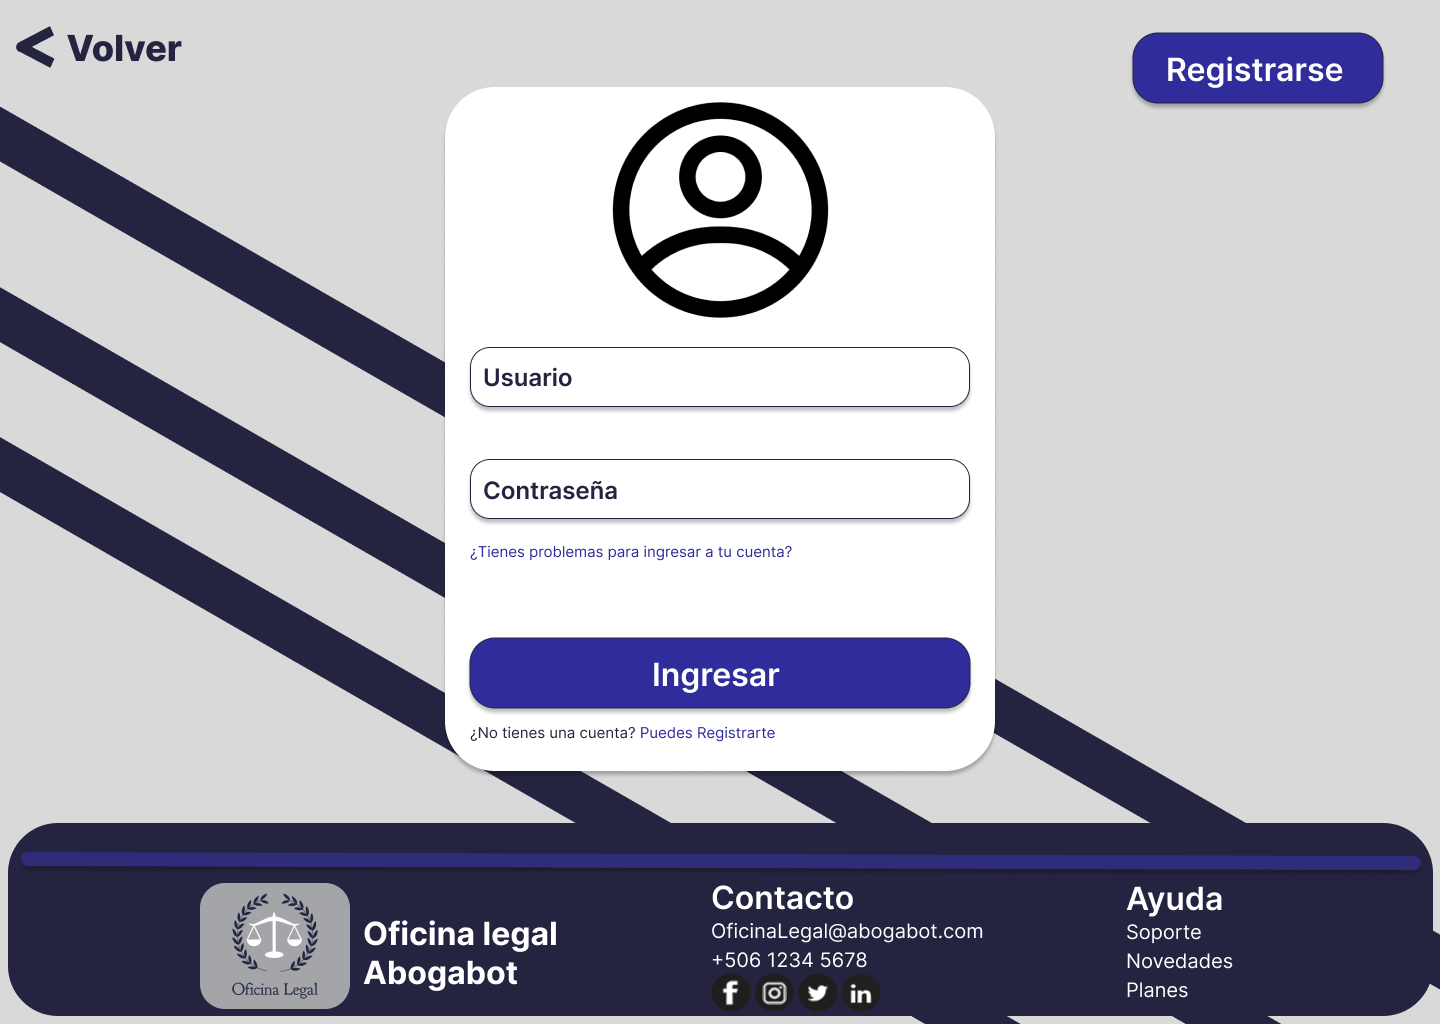 Volver
Registrarse
Usuario
Contraseña
¿Tienes problemas para ingresar a tu cuenta?
Ingresar
¿No tienes una cuenta? Puedes Registrarte
Oficina Legal
Oficina legal
Abogabot
Contacto
OficinaLegal@abogabot.com
+506 1234 5678
Ayuda
Soporte
Novedades
Planes